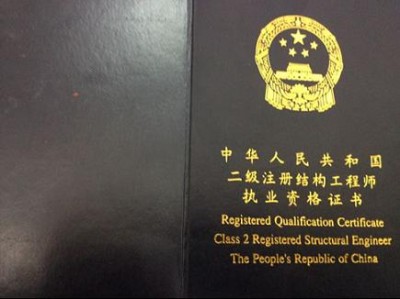 中华人民共和国
二级注册结构工程师
执业资格证书
Registered Qualification Certificate
Class 2 Registered Structural Engineer
The People's Republic of China